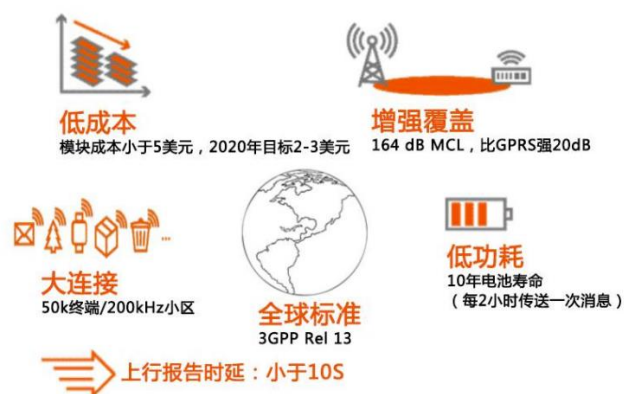 低成本
模块成本小于5美元，2020年目标2-3美元
增强覆盖
164 dB MCL，比GPRS强20dB
大连接
50k终端/200kHz小区
全球标准
3GPP Rel 13
低功耗
10年电池寿命
（每2小时传送一次消息）
上行报告时延：小于10S